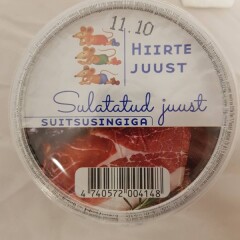 11.10
HIIRTE
JUUST
Sulatatud juust
SUITSUSINGIGA
4 740572 004148